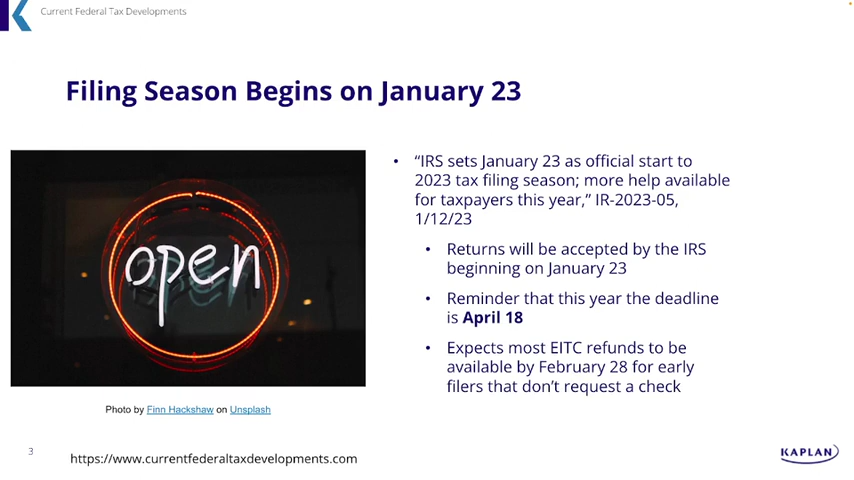 Current Federal Tax Developments
Filing Season Begins on January 23
open
Photo by Finn Hackshaw on Unsplash
• “IRS sets January 23 as official start to
2023 tax filing season; more help available
for taxpayers this year,” IR-2023-05,
1/12/23
• Returns will be accepted by the IRS
beginning on January 23
• Reminder that this year the deadline
is April 18
• Expects most EITC refunds to be
available by February 28 for early
filers that don’t request a check
3
https://www.currentfederaltaxdevelopments.com
KAPLAN